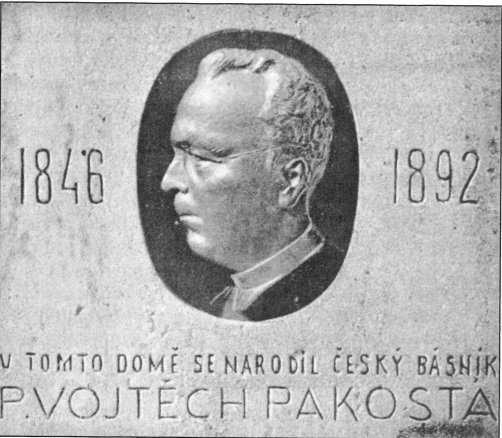 1846 1892
V TOMTO DOMĚ SE NARODIL ČESKÝ BÁSNÍK
P. VOJTĚCH PAKOSTA